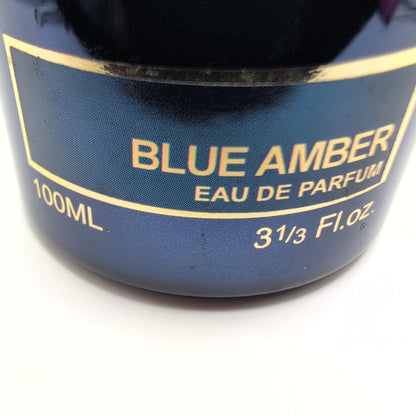 BLUE AMBER
EAU DE PARFUM
100ML
3 1/3 Fl.oz.